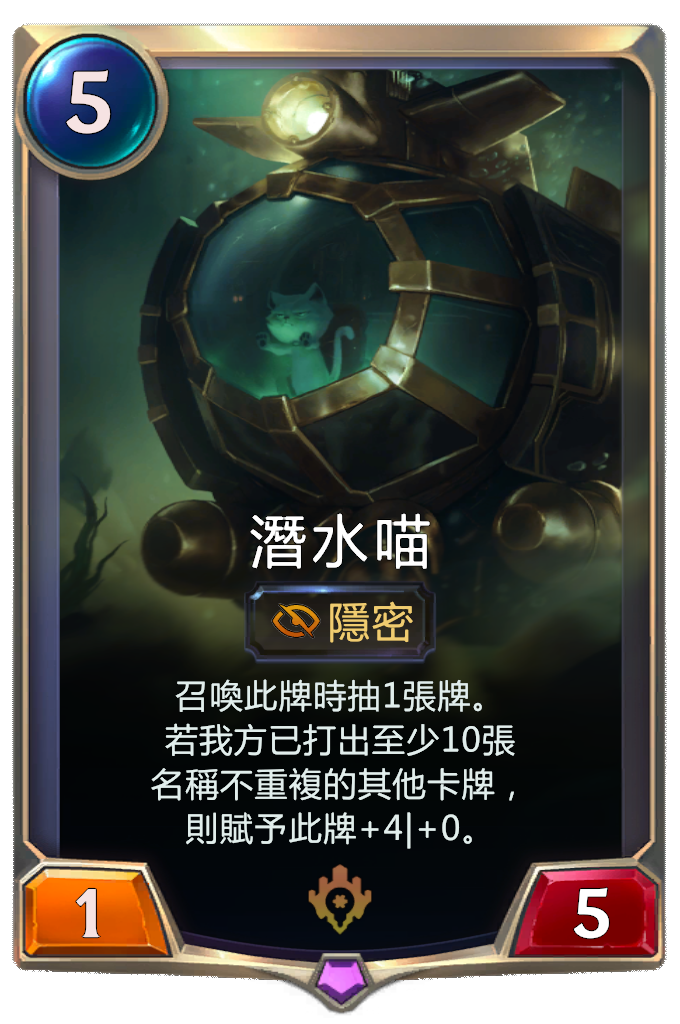 5
潛水喵
隱密
召喚此牌時抽1張牌。
若我方已打出至少10張
名稱不重複的其他卡牌，
則賦予此牌+4|+0。
1
5